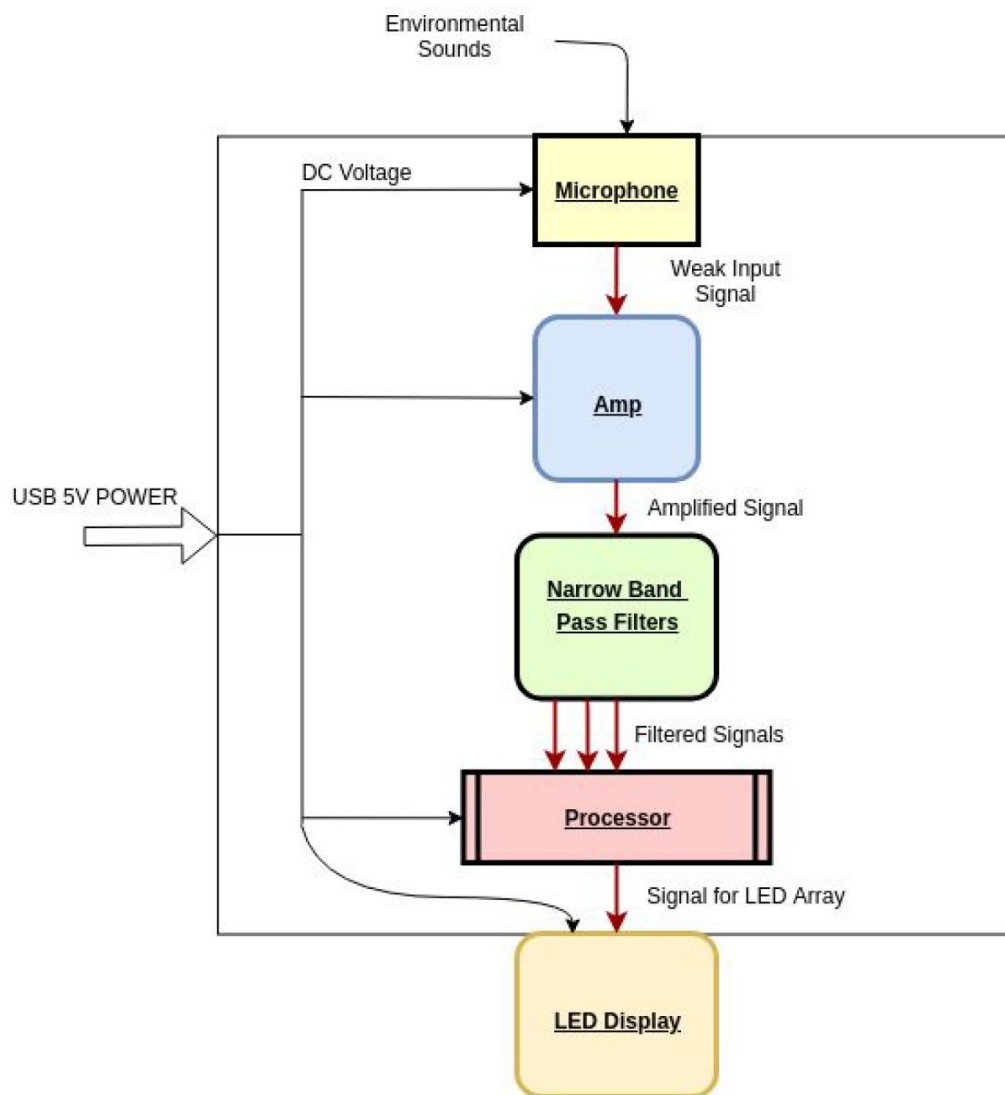 Environmental
Sounds
DC Voltage
Microphone
Weak Input
Signal
Amp
USB 5V POWER
Amplified Signal
Narrow Band
Pass Filters
Filtered Signals
Processor
Signal for LED Array
LED Display